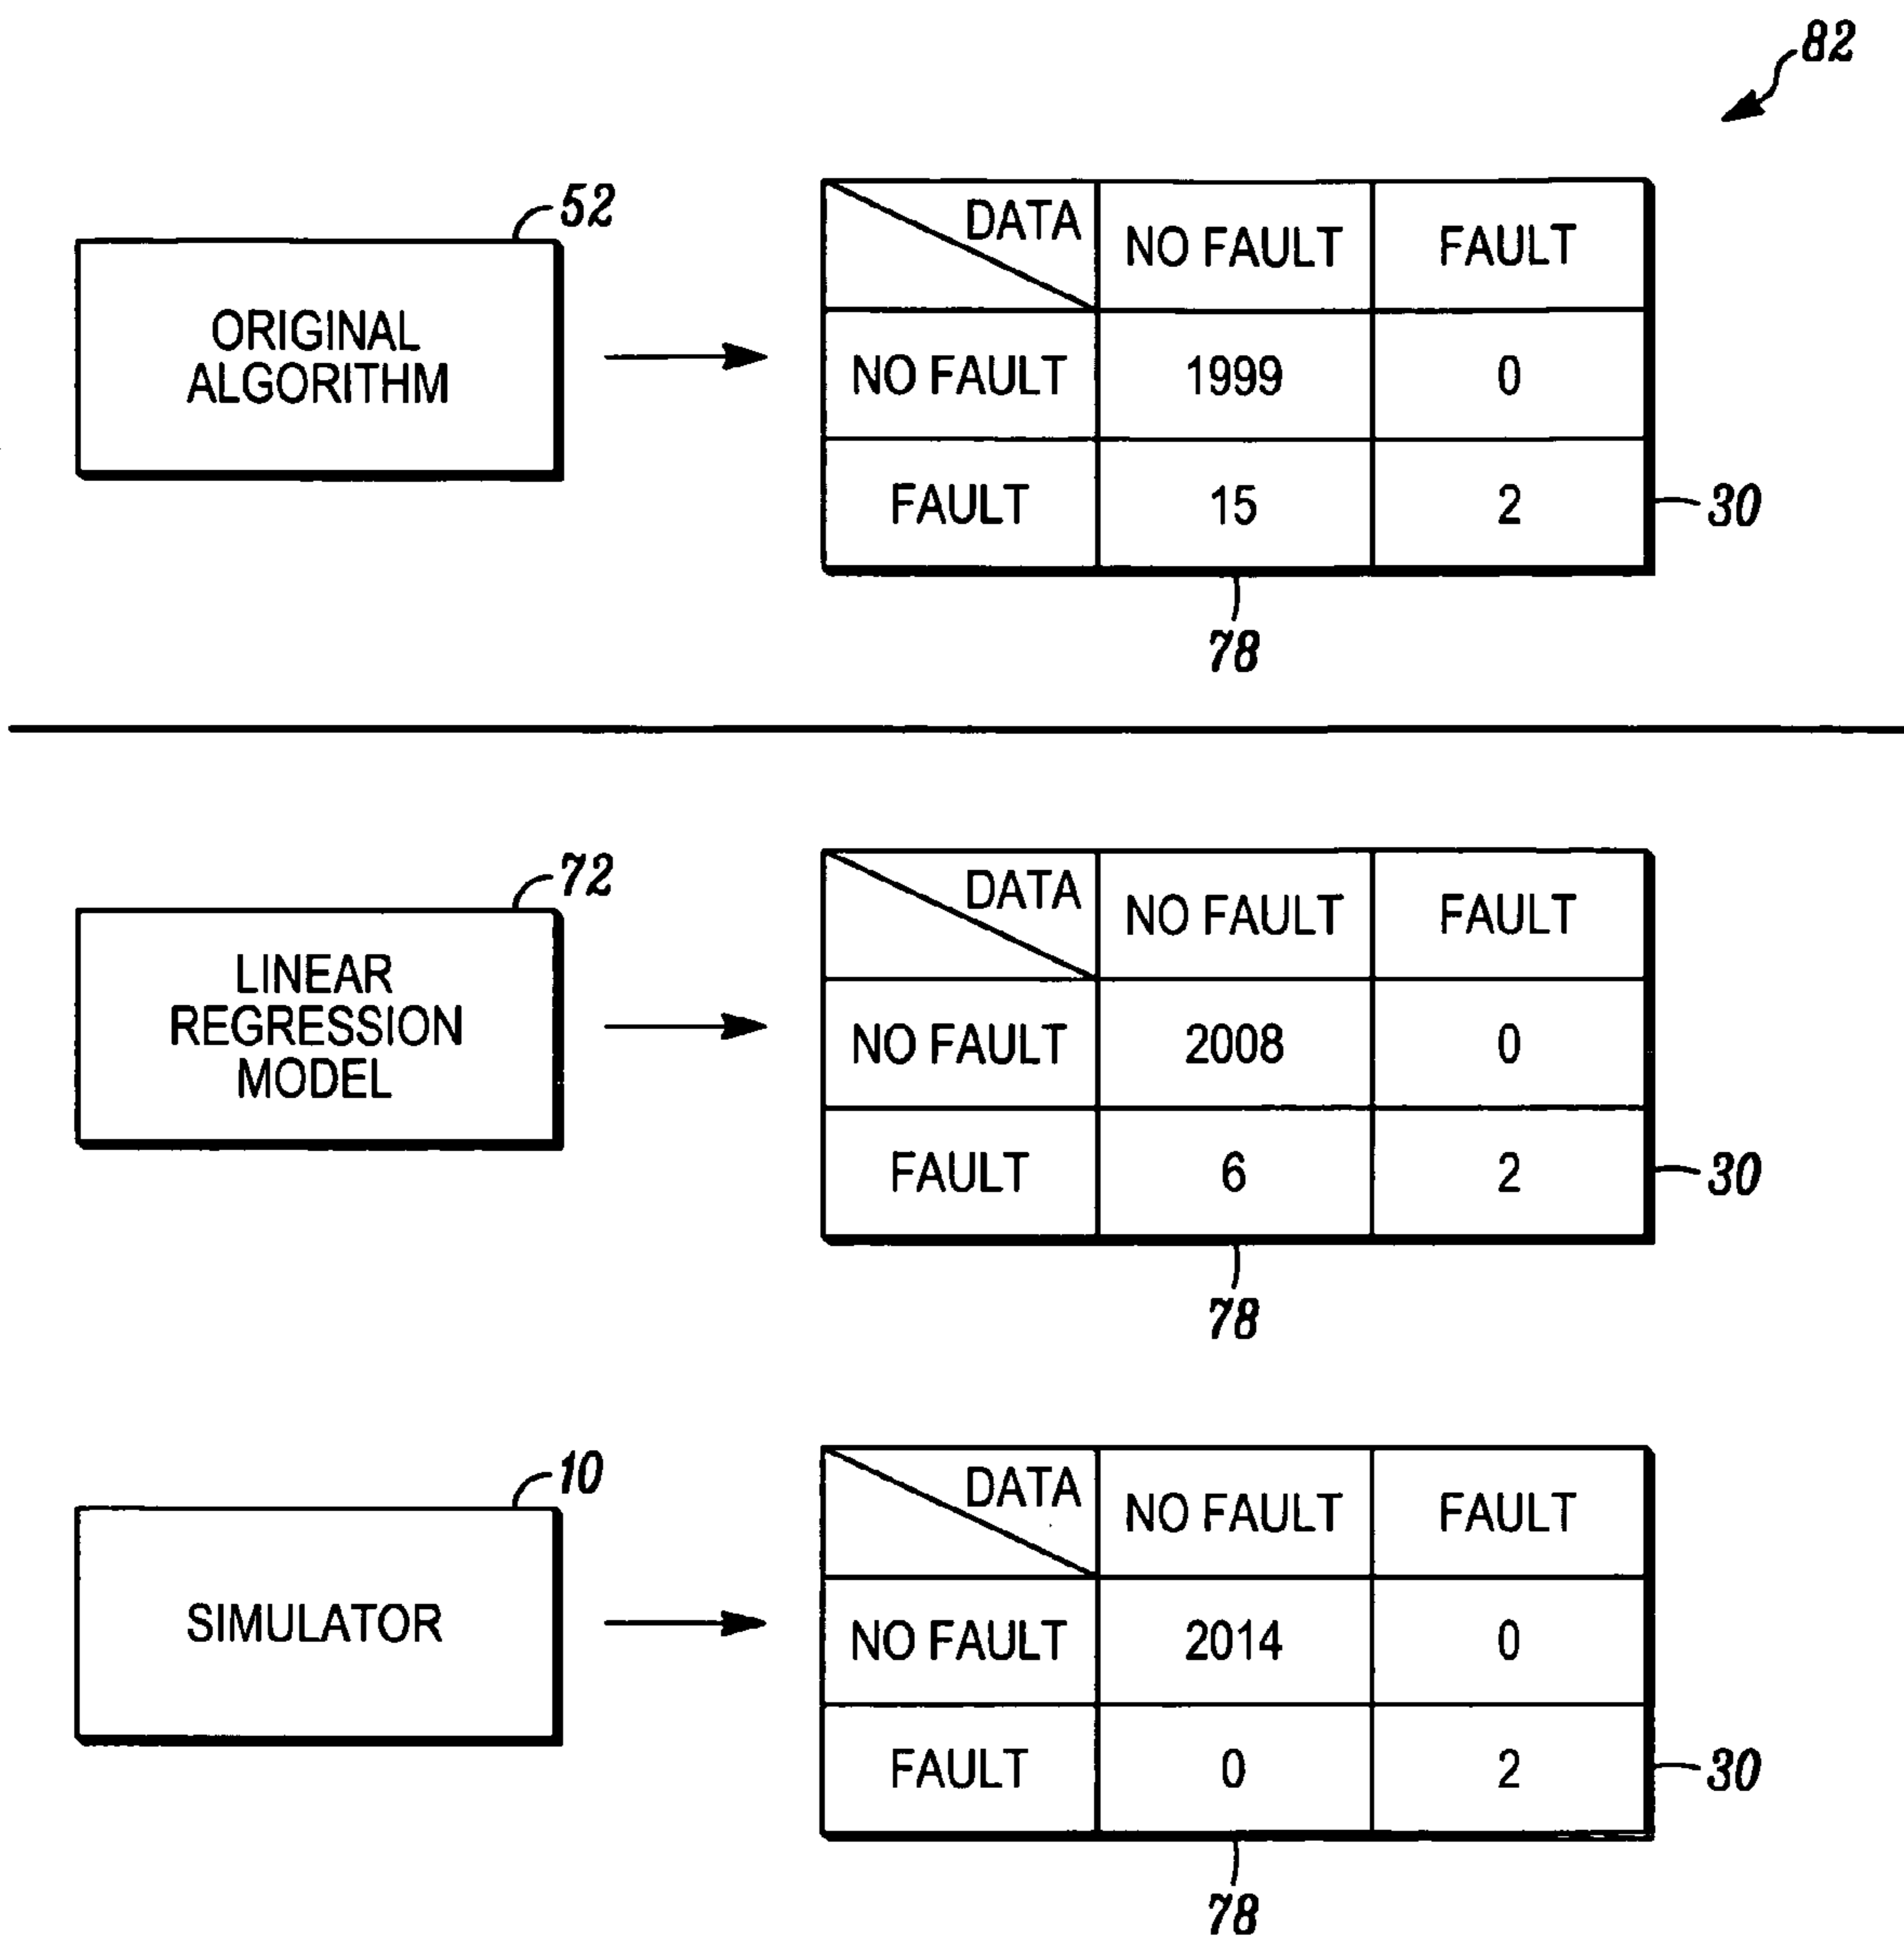 82
52
ORIGINAL
ALGORITHM
DATA NO FAULT FAULT
NO FAULT 1999 0
FAULT 15 2
30
78
72
LINEAR
REGRESSION
MODEL
DATA NO FAULT FAULT
NO FAULT 2008 0
FAULT 6 2
30
78
10
SIMULATOR
DATA NO FAULT FAULT
NO FAULT 2014 0
FAULT 0 2
30
78